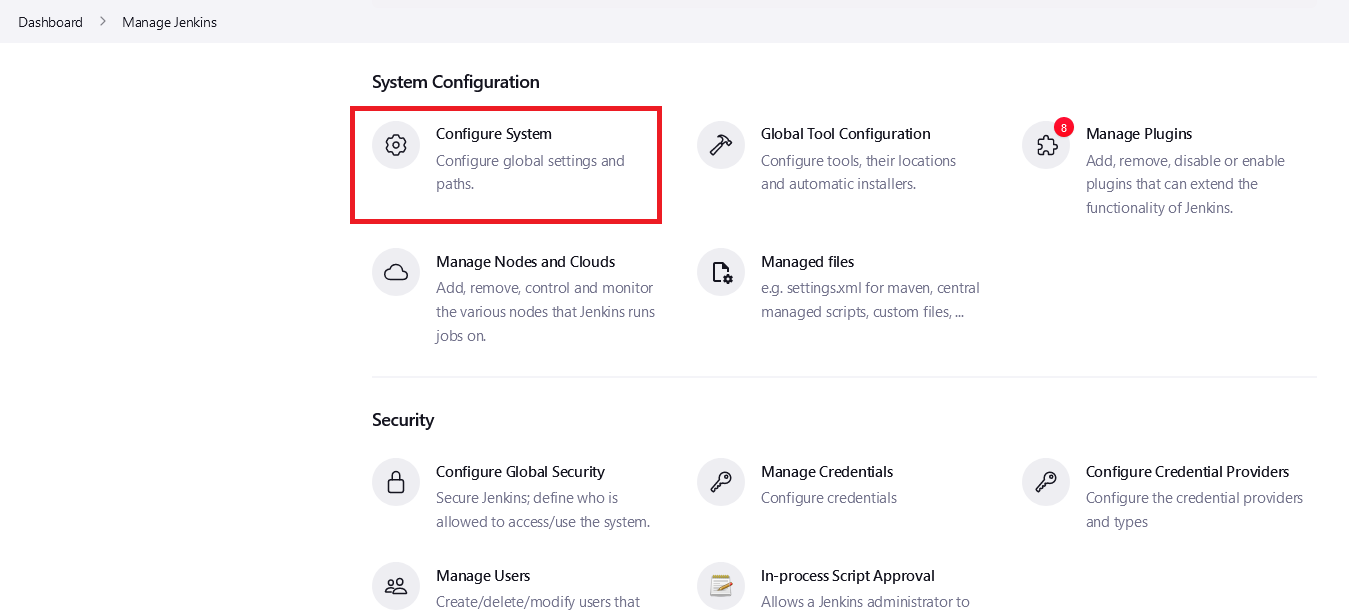 Dashboard > Manage Jenkins
System Configuration
Configure System
Configure global settings and
paths.
Global Tool Configuration
Configure tools, their locations
and automatic installers.
8
Manage Plugins
Add, remove, disable or enable
plugins that can extend the
functionality of Jenkins.
Manage Nodes and Clouds
Add, remove, control and monitor
the various nodes that Jenkins runs
jobs on.
Managed files
e.g. settings.xml for maven, central
managed scripts, custom files, ...
Security
Configure Global Security
Secure Jenkins; define who is
allowed to access/use the system.
Manage Credentials
Configure credentials
Configure Credential Providers
Configure the credential providers
and types
Manage Users
Create/delete/modify users that
In-process Script Approval
Allows a Jenkins administrator to